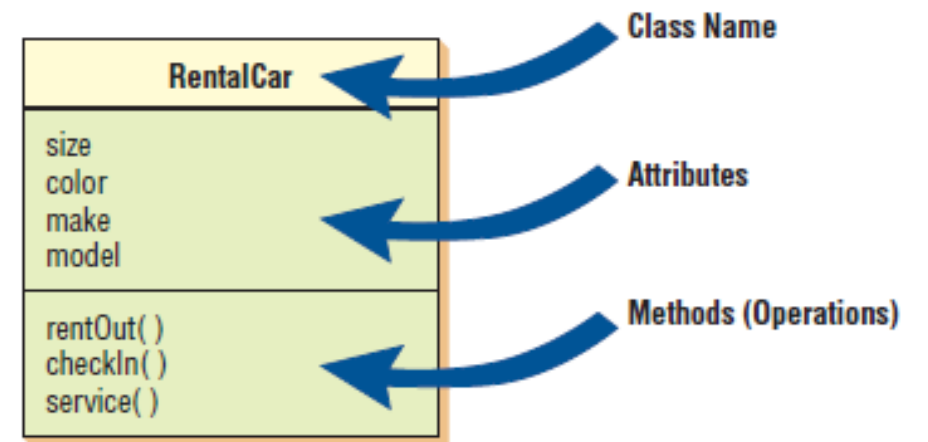 Class Name
RentalCar
size
color
make
model
Attributes
rentOut( )
checkIn( )
service( )
Methods (Operations)